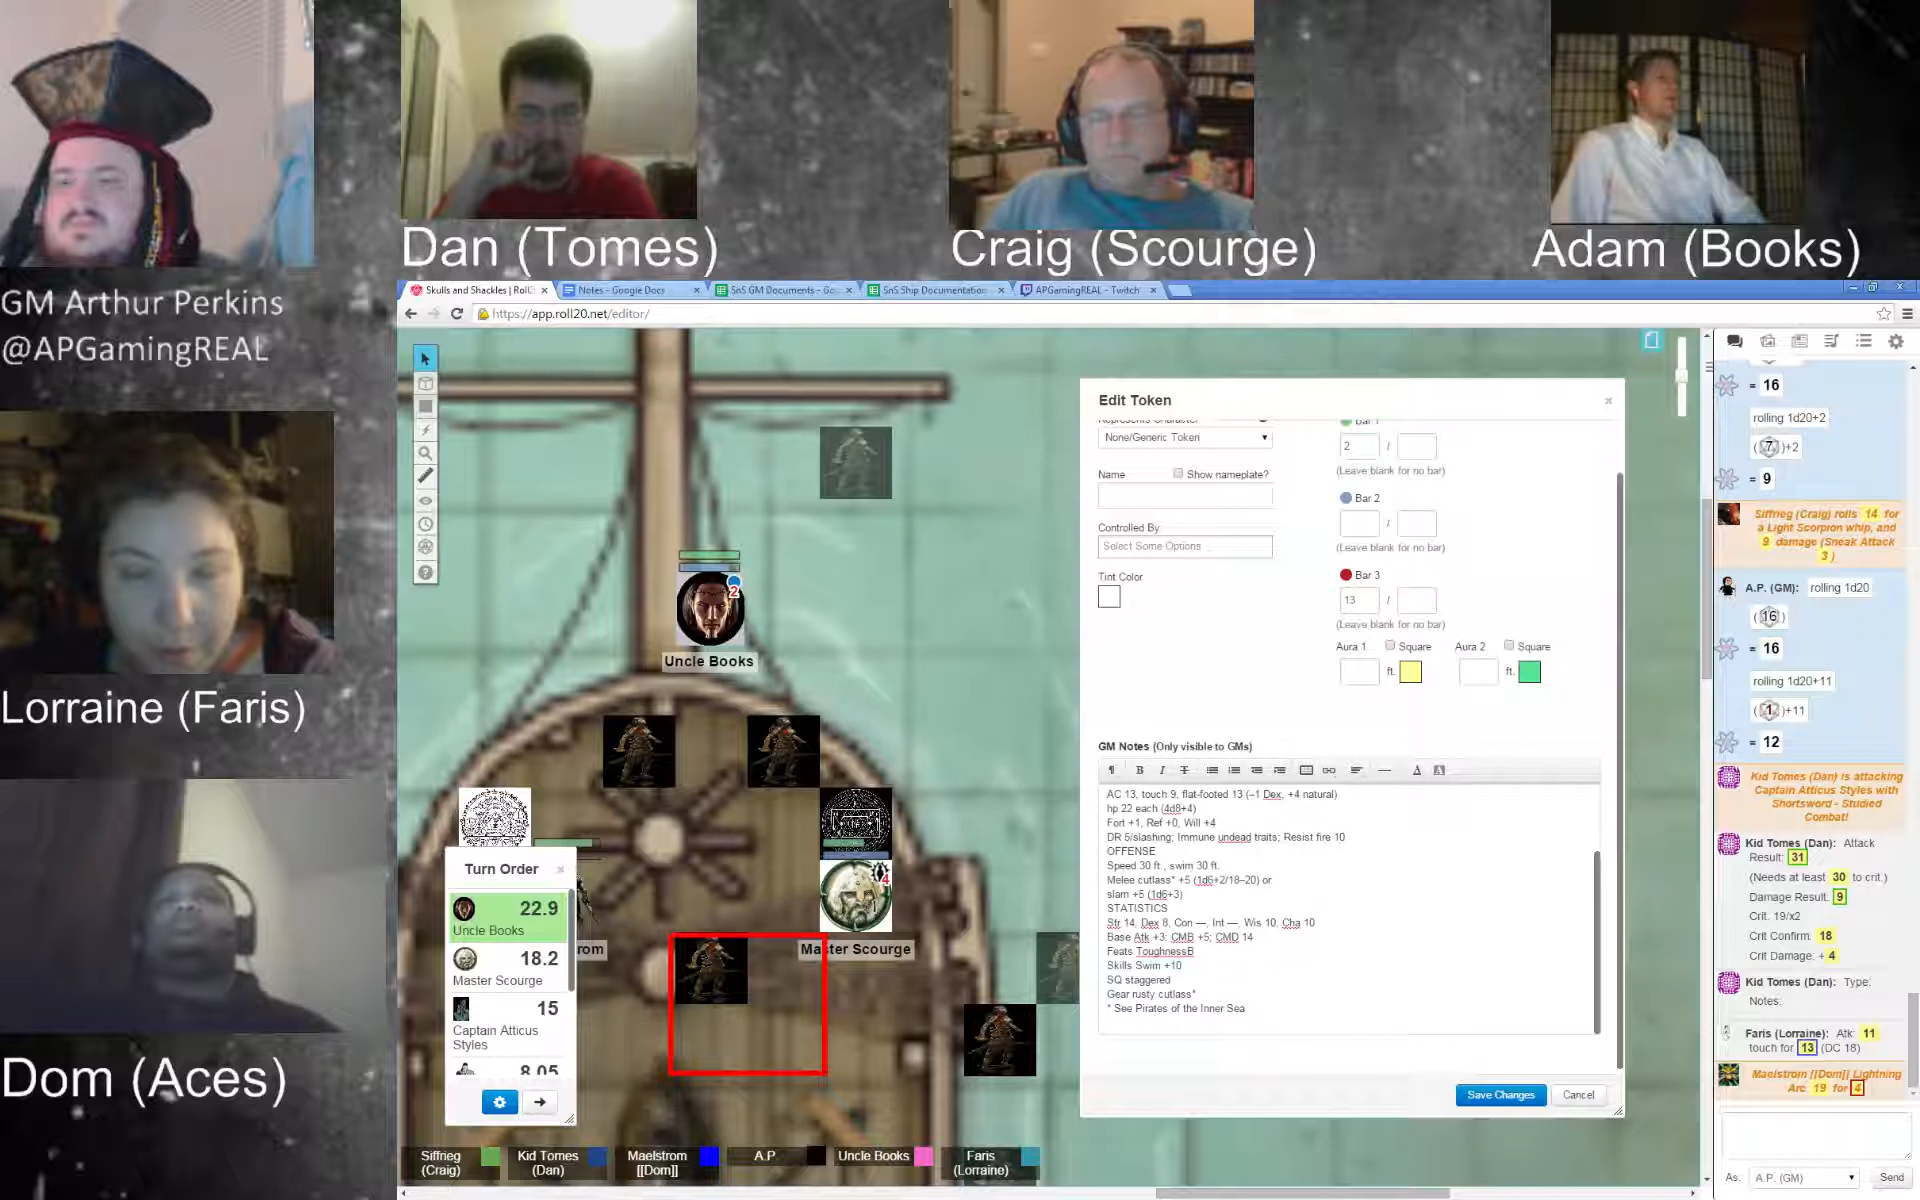 Dan (Tomes)
Craig (Scourge)
Adam (Books)
GM Arthur Perkins
@APGamingREAL
Lorraine (Faris)
Dom (Aces)
Skulls and Shackles | Roll2
Notes - Google Docs
SnS GM Documents - Go
SnS Ship Documentation
APGamingREAL - Twitch
https://app.roll20.net/editor/
2
Uncle Books
4
rom
Master Scourge
Turn Order
22.9
Uncle Books
18.2
Master Scourge
15
Captain Atticus
Styles
8.05
Siffrieg
(Craig)
Kid Tomes
(Dan)
Maelstrom
[[Dom]]
A.P
Uncle Books
Faris
(Lorraine)
Edit Token
Represents Character
None/Generic Token
Name
Show nameplate?
Controlled By
Select Some Options
Tint Color
Bar 1
2 /
(Leave blank for no bar)
Bar 2
/
(Leave blank for no bar)
Bar 3
13 /
(Leave blank for no bar)
Aura 1 Square Aura 2 Square
ft. ft.
GM Notes (Only visible to GMs)
AC 13, touch 9, flat-footed 13 (–1 Dex, +4 natural)
hp 22 each (4d8+4)
Fort +1, Ref +0, Will +4
DR 5/slashing; Immune undead traits; Resist fire 10
OFFENSE
Speed 30 ft., swim 30 ft.
Melee cutlass* +5 (1d6+2/18–20) or
slam +5 (1d6+3)
STATISTICS
Str 14, Dex 8, Con —, Int —, Wis 10, Cha 10
Base Atk +3; CMB +5; CMD 14
Feats ToughnessB
Skills Swim +10
SQ staggered
Gear rusty cutlass*
* See Pirates of the Inner Sea
Save Changes
Cancel
= 16
rolling 1d20+2
(7)+2
= 9
Siffrieg (Craig) rolls 14 for
a Light Scorpion whip, and
9 damage (Sneak Attack
3 )
A.P. (GM): rolling 1d20
(16)
= 16
rolling 1d20+11
(1)+11
= 12
Kid Tomes (Dan) is attacking
Captain Atticus Styles with
Shortsword - Studied
Combat!
Kid Tomes (Dan): Attack
Result: 31
(Needs at least 30 to crit.)
Damage Result: 9
Crit. 19/x2
Crit Confirm: 18
Crit Damage: + 4
Kid Tomes (Dan): Type:
Notes:
Faris (Lorraine): Atk: 11
touch for 13 (DC 18)
Maelstrom [[Dom]] Lightning
Arc 19 for 4
As: A.P. (GM)
Send